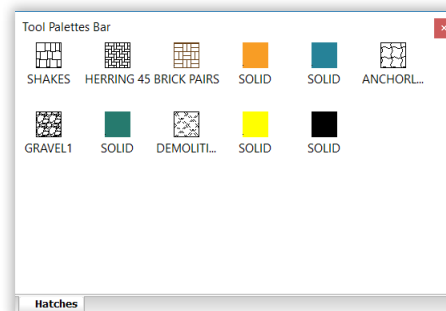 Tool Palettes Bar
SHAKES HERRING 45 BRICK PAIRS SOLID SOLID ANCHORL...
GRAVEL1 SOLID DEMOLITI... SOLID SOLID
Hatches